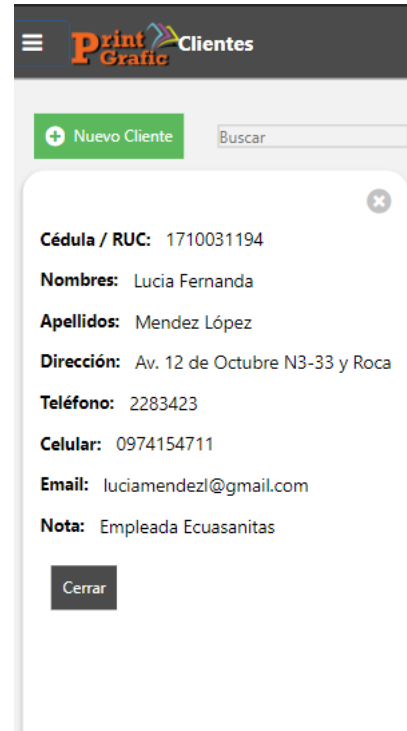 Print
Grafic
Clientes
Nuevo Cliente
Buscar
Cédula / RUC: 1710031194
Nombres: Lucia Fernanda
Apellidos: Mendez López
Dirección: Av. 12 de Octubre N3-33 y Roca
Teléfono: 2283423
Celular: 0974154711
Email: luciamendezl@gmail.com
Nota: Empleada Ecuasanitas
Cerrar